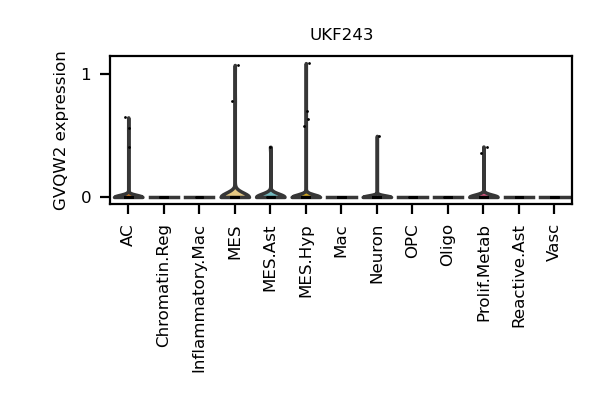 UKF243
GVQW2 expression
1
0
AC
Chromatin.Reg
Inflammatory.Mac
MES
MES.Ast
MES.Hyp
Mac
Neuron
OPC
Oligo
Prolif.Metab
Reactive.Ast
Vasc